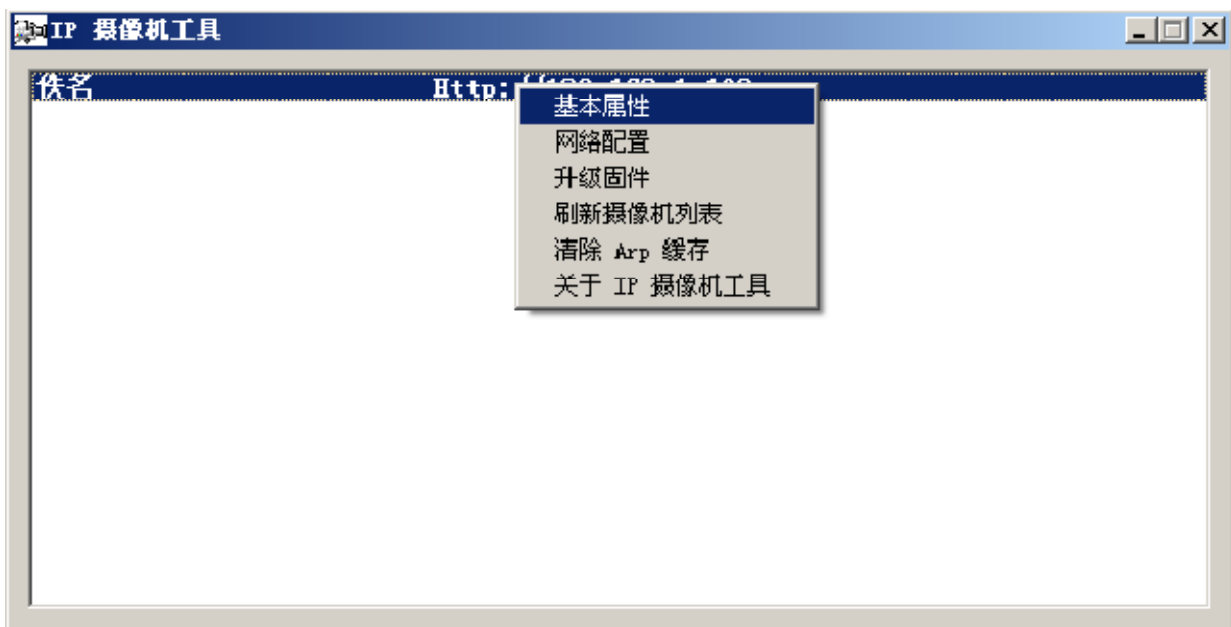 IP 摄像机工具
佚名 Http:
基本属性
网络配置
升级固件
刷新摄像机列表
清除 Arp 缓存
关于 IP 摄像机工具